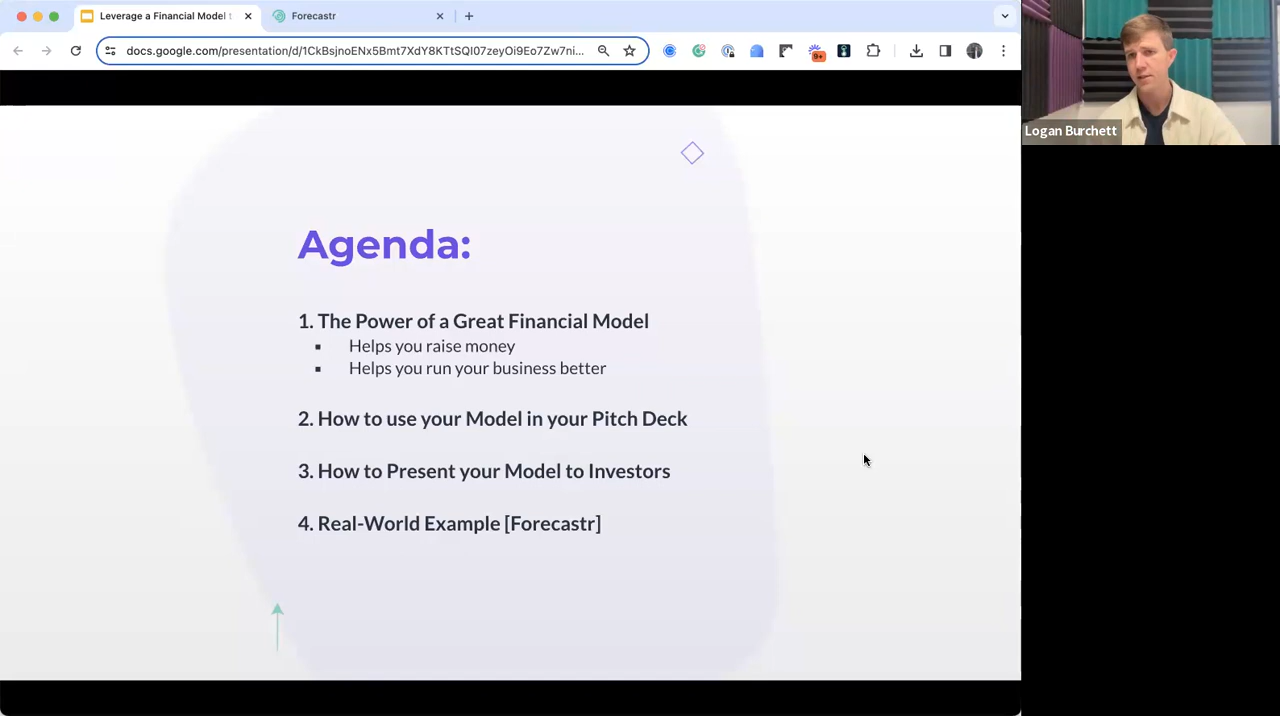 Leverage a Financial Model t
Forecastr
docs.google.com/presentation/d/1CkBsjnoENx5Bmt7XdY8KTtSQI07zeyOi9Eo7Zw7ni...
9+
Logan Burchett
Agenda:
1. The Power of a Great Financial Model
▪ Helps you raise money
▪ Helps you run your business better
2. How to use your Model in your Pitch Deck
3. How to Present your Model to Investors
4. Real-World Example [Forecastr]